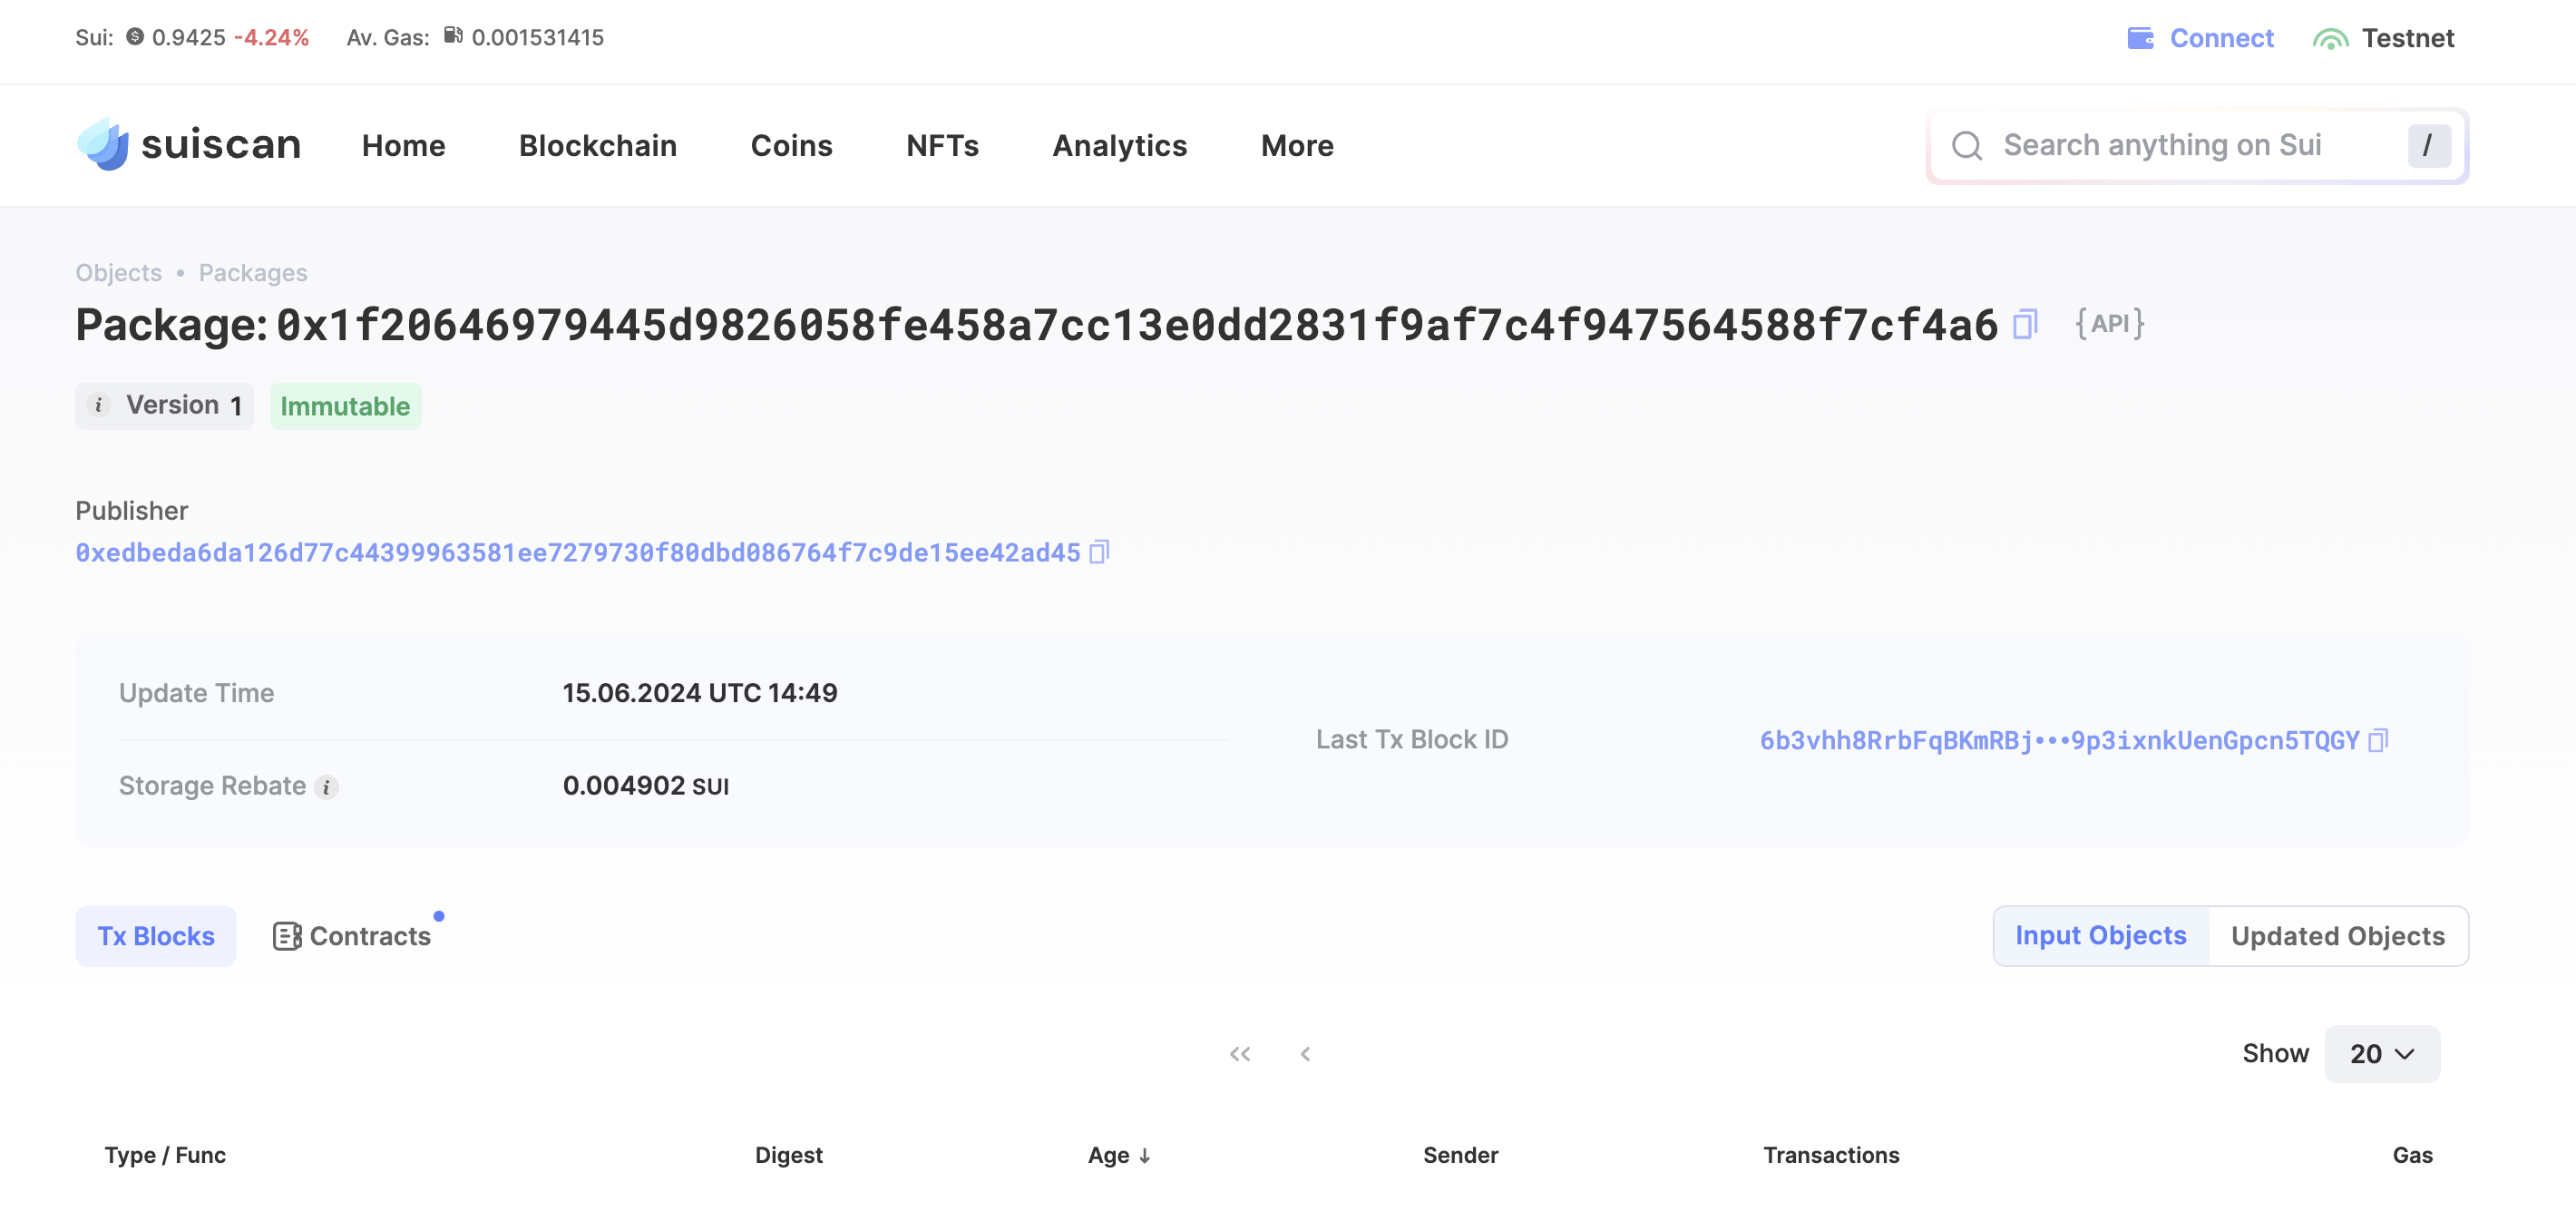 Sui: 0.9425 -4.24% Av. Gas: 0.001531415 Connect Testnet
suiscan Home Blockchain Coins NFTs Analytics More Search anything on Sui /
Objects • Packages
Package: 0x1f20646979445d9826058fe458a7cc13e0dd2831f9af7c4f947564588f7cf4a6 {API}
i Version 1 Immutable
Publisher
0xedbeda6da126d77c44399963581ee7279730f80dbd086764f7c9de15ee42ad45
Update Time 15.06.2024 UTC 14:49
Last Tx Block ID 6b3vhh8RrbFqBKmRBj•••9p3ixnkUenGpcn5TQGY
Storage Rebate i 0.004902 SUI
Tx Blocks Contracts Input Objects Updated Objects
Show 20
Type / Func Digest Age ↓ Sender Transactions Gas